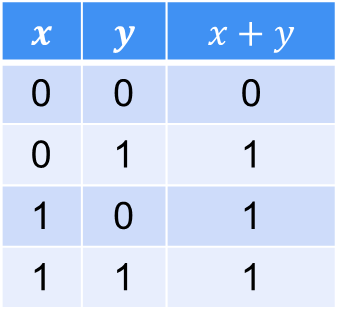 x y x + y
0 0 0
0 1 1
1 0 1
1 1 1